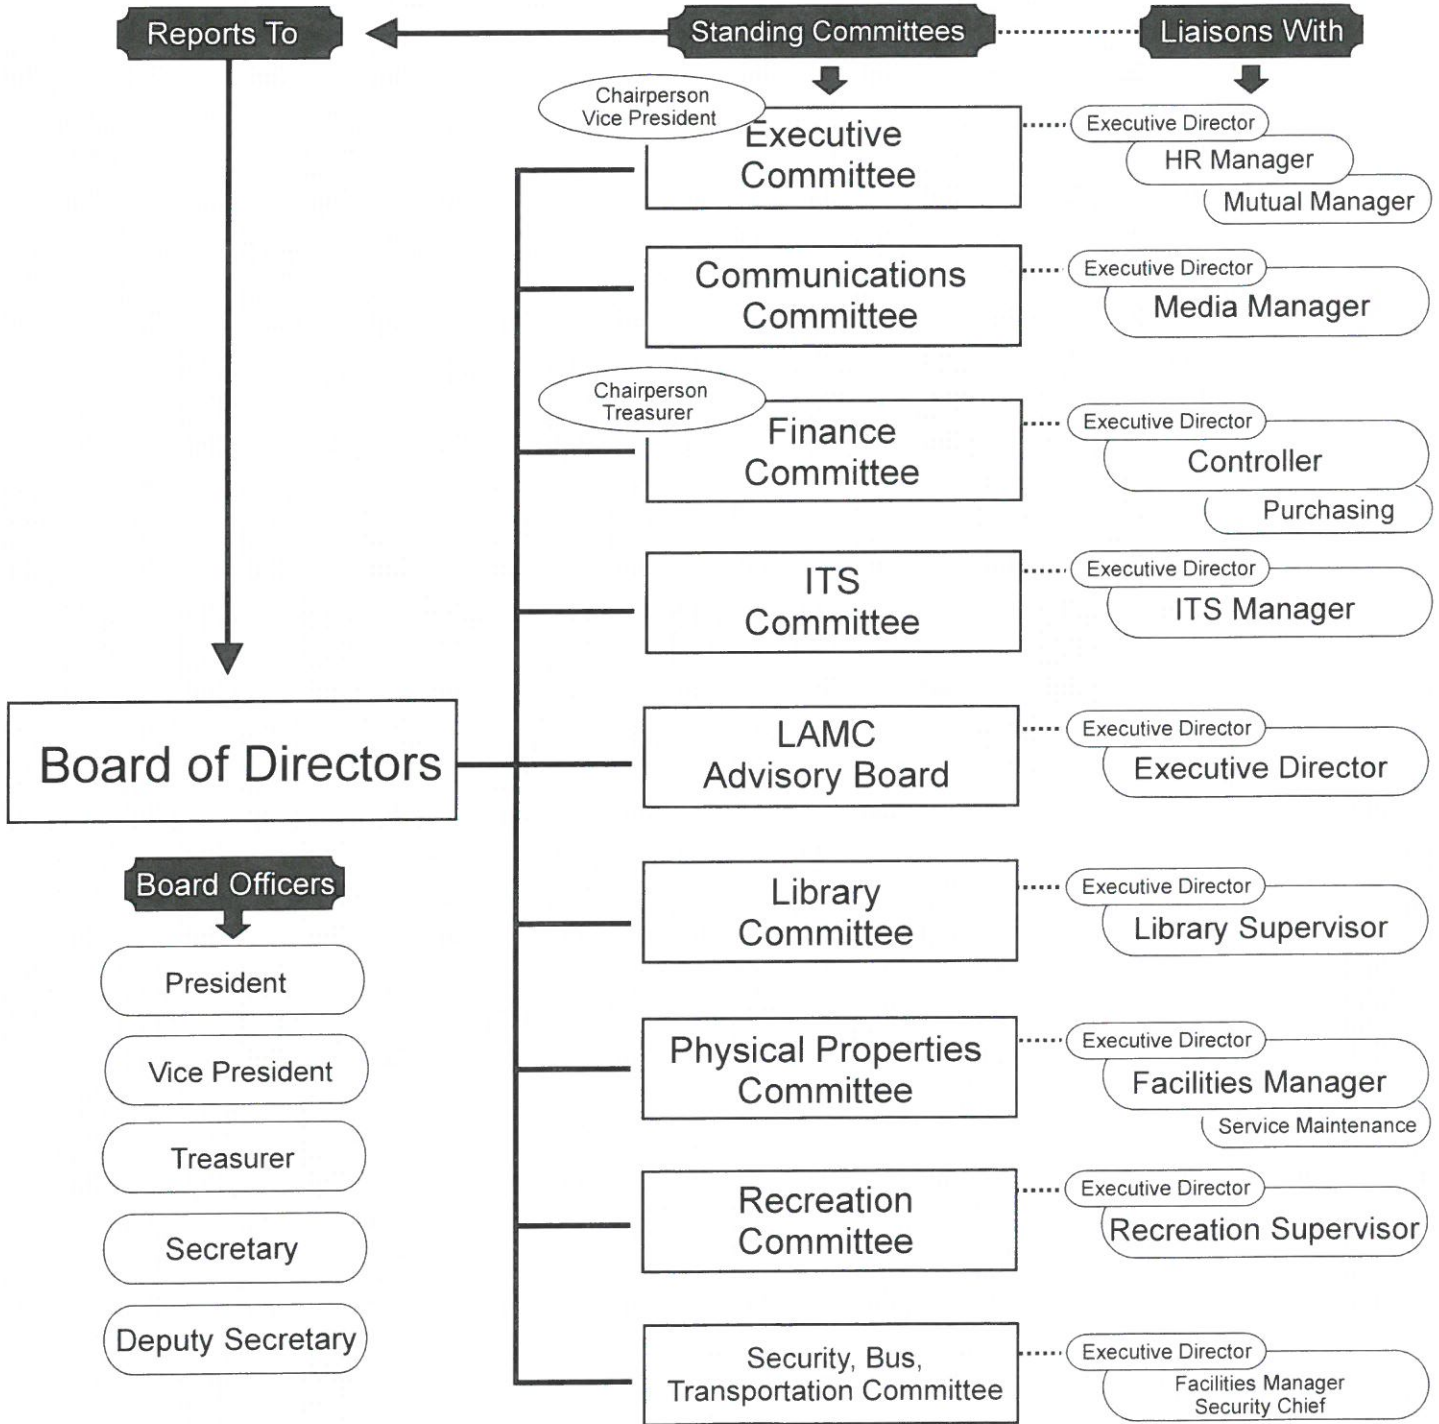 Reports To
Standing Committees
Liaisons With
Chairperson
Vice President
Executive
Committee
Executive Director
HR Manager
Mutual Manager
Communications
Committee
Executive Director
Media Manager
Chairperson
Treasurer
Finance
Committee
Executive Director
Controller
Purchasing
ITS
Committee
Executive Director
ITS Manager
Board of Directors
LAMC
Advisory Board
Executive Director
Executive Director
Board Officers
President
Vice President
Treasurer
Secretary
Deputy Secretary
Library
Committee
Executive Director
Library Supervisor
Physical Properties
Committee
Executive Director
Facilities Manager
Service Maintenance
Recreation
Committee
Executive Director
Recreation Supervisor
Security, Bus,
Transportation Committee
Executive Director
Facilities Manager
Security Chief